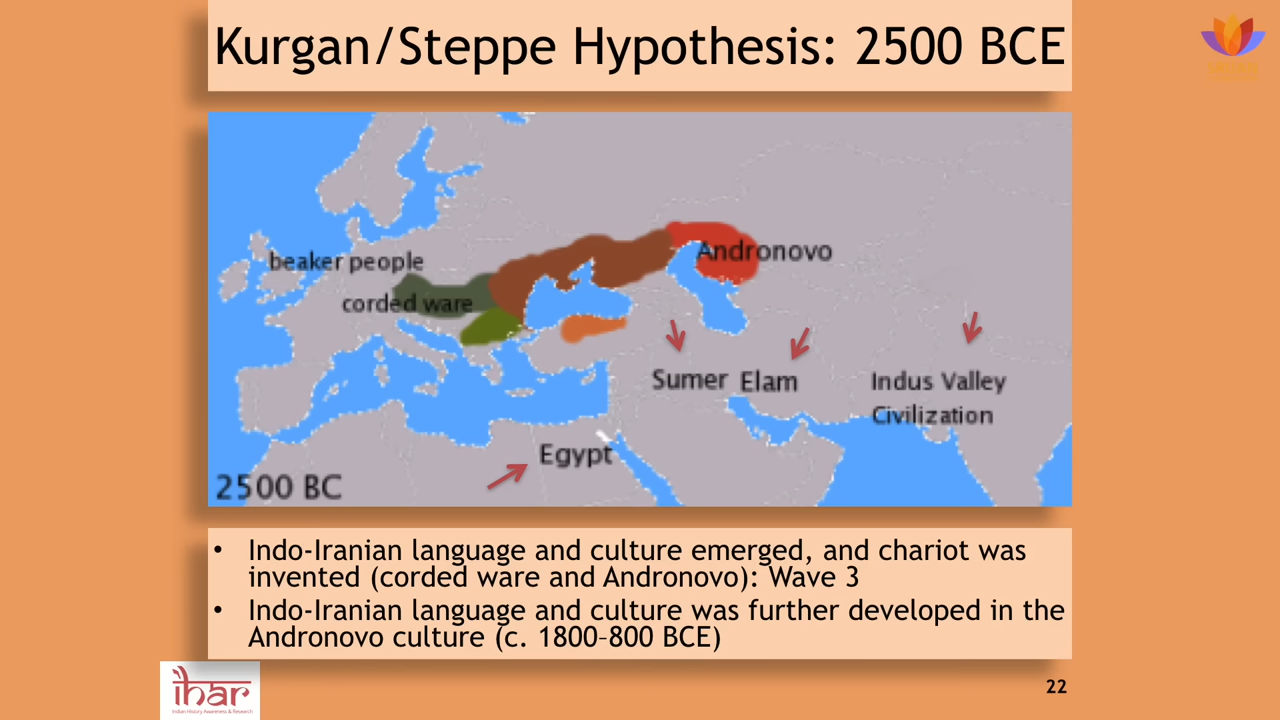 Kurgan/Steppe Hypothesis: 2500 BCE
beaker people
Andronovo
corded ware
Sumer
Elam
Indus Valley
Civilization
Egypt
2500 BC
• Indo-Iranian language and culture emerged, and chariot was
invented (corded ware and Andronovo): Wave 3
• Indo-Iranian language and culture was further developed in the
Andronovo culture (c. 1800–800 BCE)
ihar
Indian History Awareness & Research
22